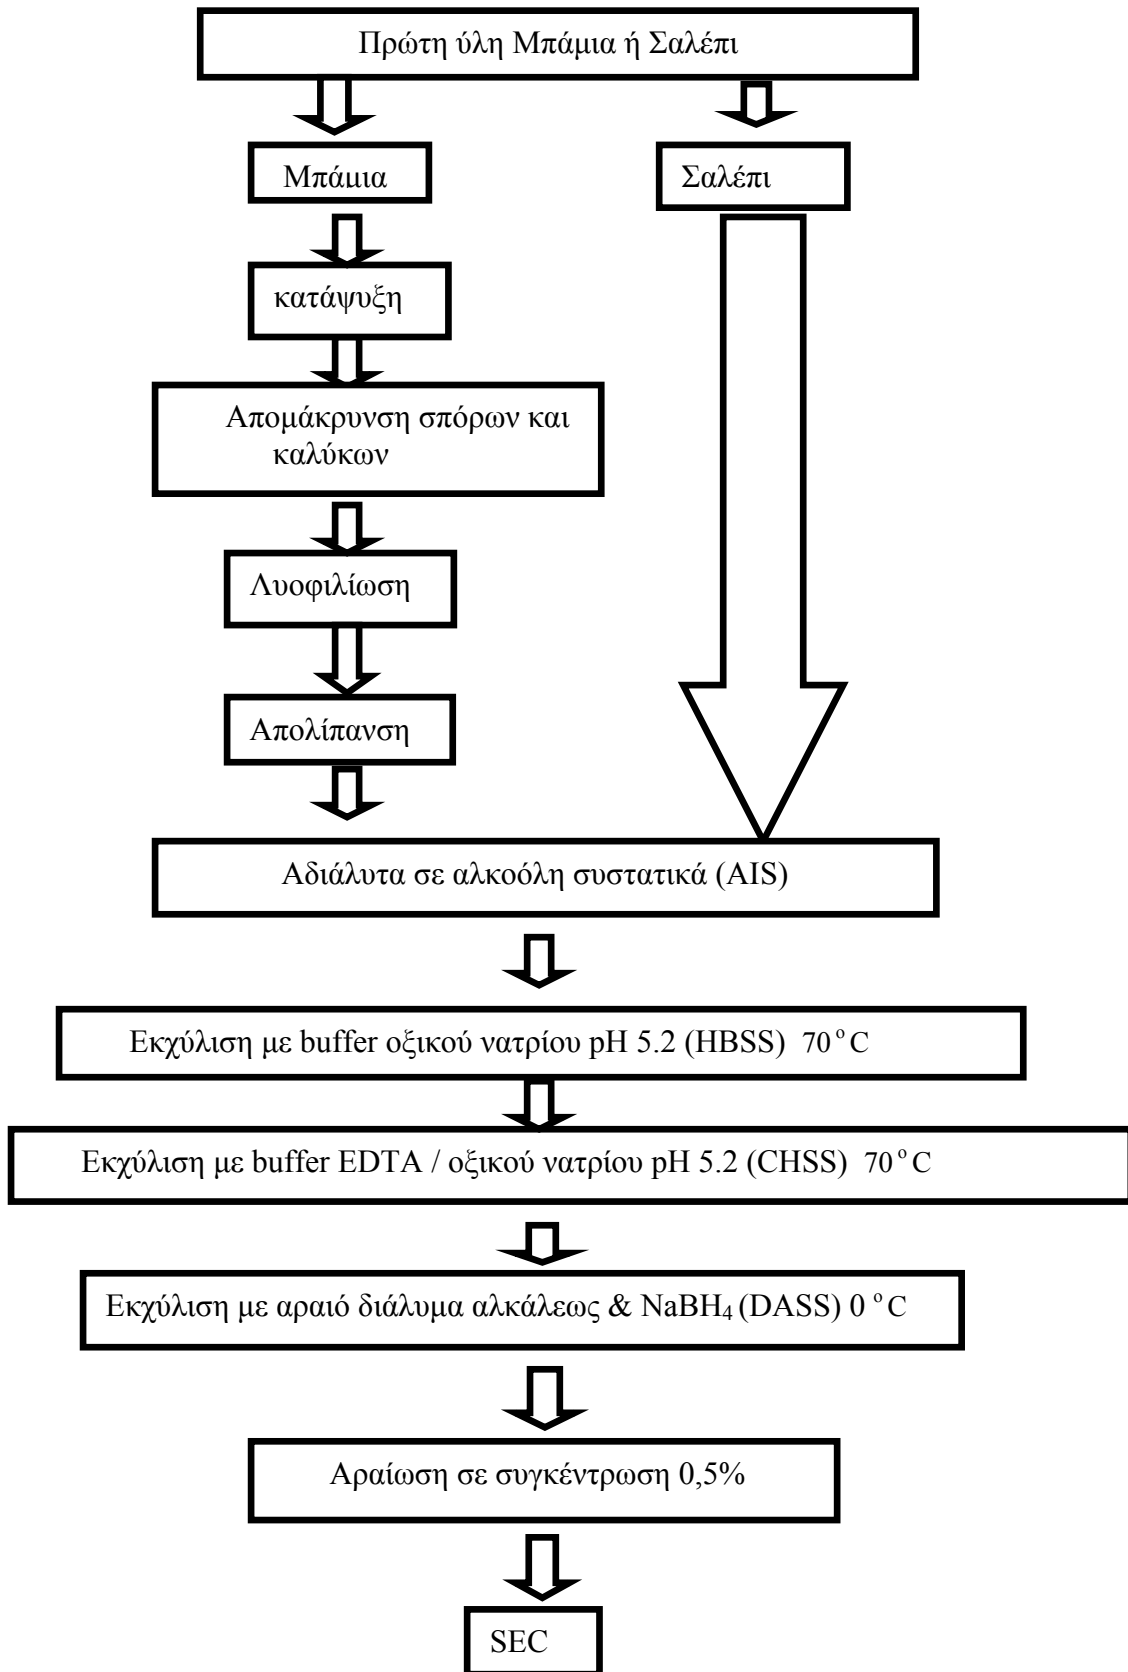 Πρώτη ύλη Μπάμια ή Σαλέπι
Μπάμια
Σαλέπι
κατάψυξη
Απομάκρυνση σπόρων και
καλύκων
Λυοφιλίωση
Απολίπανση
Αδιάλυτα σε αλκοόλη συστατικά (AIS)
Εκχύλιση με buffer οξικού νατρίου pH 5.2 (HBSS) 70 °C
Εκχύλιση με buffer EDTA / οξικού νατρίου pH 5.2 (CHSS) 70 °C
Εκχύλιση με αραιό διάλυμα αλκάλεως & NaBH₄ (DASS) 0 °C
Αραίωση σε συγκέντρωση 0,5%
SEC